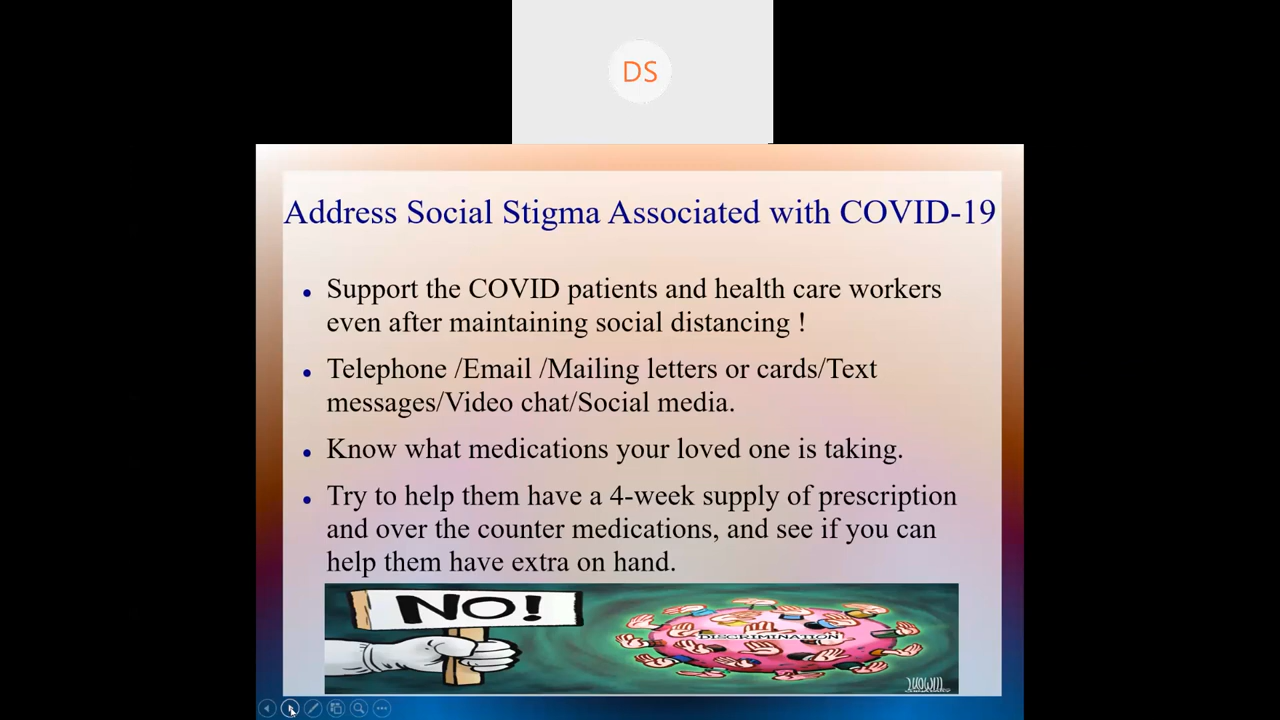 DS
Address Social Stigma Associated with COVID-19
Support the COVID patients and health care workers
even after maintaining social distancing !
Telephone /Email /Mailing letters or cards/Text
messages/Video chat/Social media.
Know what medications your loved one is taking.
Try to help them have a 4-week supply of prescription
and over the counter medications, and see if you can
help them have extra on hand.
NO!
DISCRIMINATION